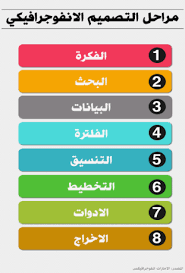 مراحل التصميم الانفوجرافيكي
1 الفكرة
2 البحث
3 البيانات
4 الفلترة
5 التنسيق
6 التخطيط
7 الادوات
8 الاخراج